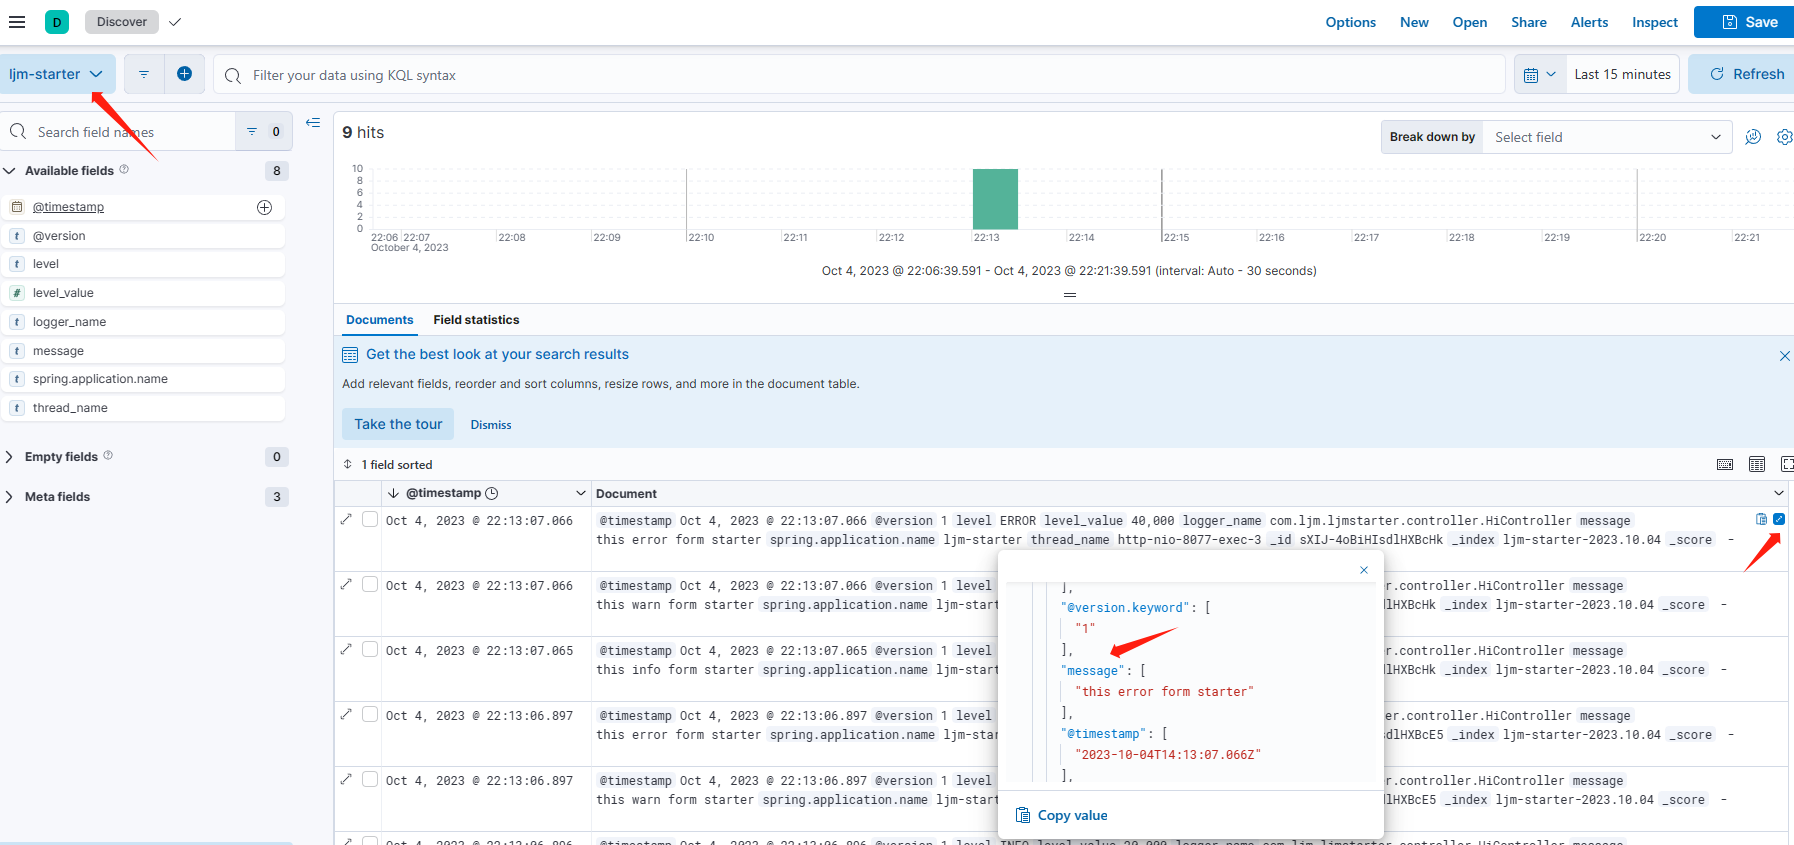 D Discover Options New Open Share Alerts Inspect Save
ljm-starter Filter your data using KQL syntax Last 15 minutes Refresh
Search field names 0
Available fields 8
@timestamp
t @version
t level
# level_value
t logger_name
t message
t spring.application.name
t thread_name
Empty fields 0
Meta fields 3
9 hits
Break down by Select field
10
8
6
4
2
0
22:06 22:07 22:08 22:09 22:10 22:11 22:12 22:13 22:14 22:15 22:16 22:17 22:18 22:19 22:20 22:21
October 4, 2023
Oct 4, 2023 @ 22:06:39.591 - Oct 4, 2023 @ 22:21:39.591 (interval: Auto - 30 seconds)
Documents Field statistics
Get the best look at your search results
Add relevant fields, reorder and sort columns, resize rows, and more in the document table.
Take the tour Dismiss
1 field sorted
@timestamp Document
Oct 4, 2023 @ 22:13:07.066 @timestamp Oct 4, 2023 @ 22:13:07.066 @version 1 level ERROR level_value 40,000 logger_name com.ljm.ljmstarter.controller.HiController message
this error form starter spring.application.name ljm-starter thread_name http-nio-8077-exec-3 _id sXIJ-4oBiHIsdlHXBcHk _index ljm-starter-2023.10.04 _score -
Oct 4, 2023 @ 22:13:07.066 @timestamp Oct 4, 2023 @ 22:13:07.066 @version 1 level r.controller.HiController message
this warn form starter spring.application.name ljm-start dlHXBcHk _index ljm-starter-2023.10.04 _score -
Oct 4, 2023 @ 22:13:07.065 @timestamp Oct 4, 2023 @ 22:13:07.065 @version 1 level r.controller.HiController message
this info form starter spring.application.name ljm-start dlHXBcHk _index ljm-starter-2023.10.04 _score -
Oct 4, 2023 @ 22:13:06.897 @timestamp Oct 4, 2023 @ 22:13:06.897 @version 1 level r.controller.HiController message
this error form starter spring.application.name ljm-sta dlHXBcE5 _index ljm-starter-2023.10.04 _score -
Oct 4, 2023 @ 22:13:06.897 @timestamp Oct 4, 2023 @ 22:13:06.897 @version 1 level r.controller.HiController message
this warn form starter spring.application.name ljm-start lHXBcE5 _index ljm-starter-2023.10.04 _score -
],
"@version.keyword": [
"1"
],
"message": [
"this error form starter"
],
"@timestamp": [
"2023-10-04T14:13:07.066Z"
],
Copy value